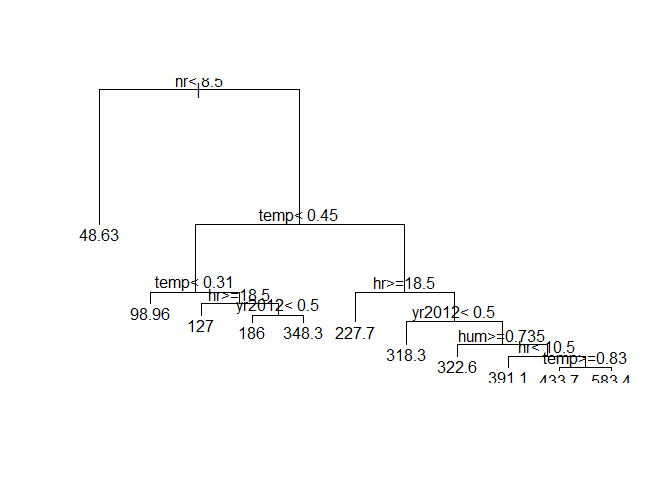 hr< 8.5
temp< 0.45
48.63
temp< 0.31
hr>=18.5
98.96
hr>=18.5
127
yr2012< 0.5
186
348.3
227.7
yr2012< 0.5
318.3
hum>=0.735
322.6
hr< 10.5
391.1
temp>=0.83
433.7
583.4